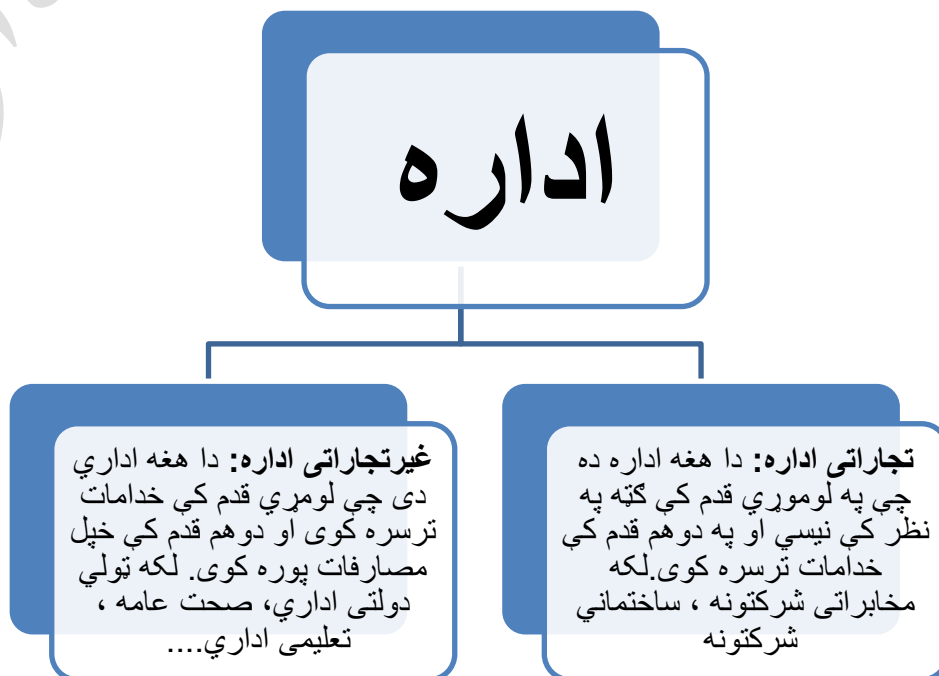 اداره
تجاراتی اداره: دا هغه اداره ده
چې په لوموړي قدم کې ګټه په
نظر کې نیسي او په دوهم قدم کې
خدامات ترسره کوی.لکه
مخابراتی شرکتونه ، ساختماني
شرکتونه
غیرتجاراتی اداره: دا هغه اداري
دی چې لومړي قدم کې خدامات
ترسره کوی او دوهم قدم کې خپل
مصارفات پوره کوی. لکه ټولي
دولتی اداري، صحت عامه ،
تعلیمی اداري....